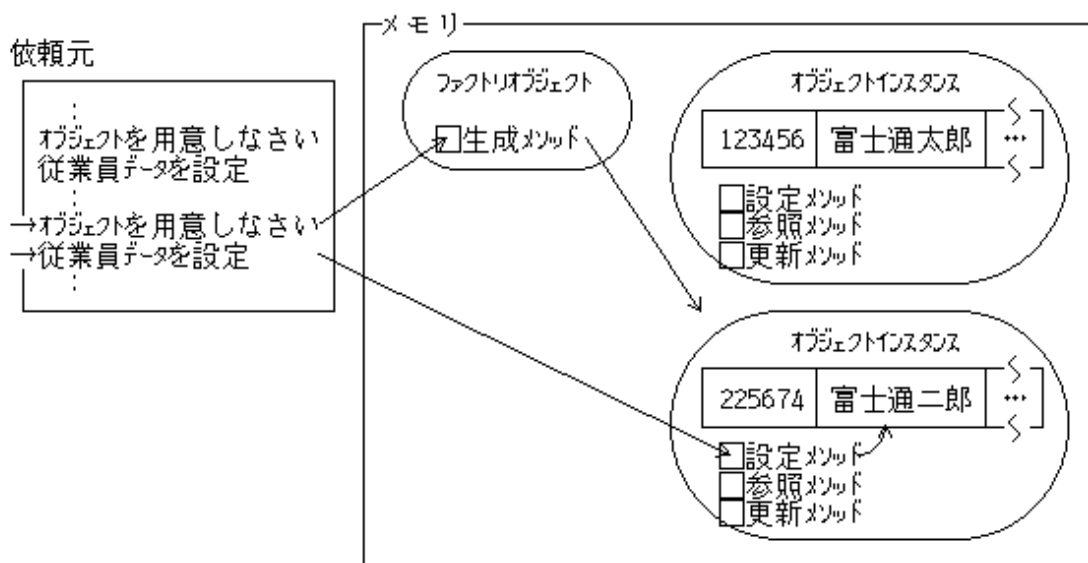 メモリ
依頼元
:
オブジェクトを用意しなさい
従業員データを設定
:
→オブジェクトを用意しなさい
→従業員データを設定
:
ファクトリオブジェクト
生成メソッド
オブジェクトインスタンス
123456 富士通太郎 …
設定メソッド
参照メソッド
更新メソッド
オブジェクトインスタンス
225674 富士通二郎 …
設定メソッド
参照メソッド
更新メソッド